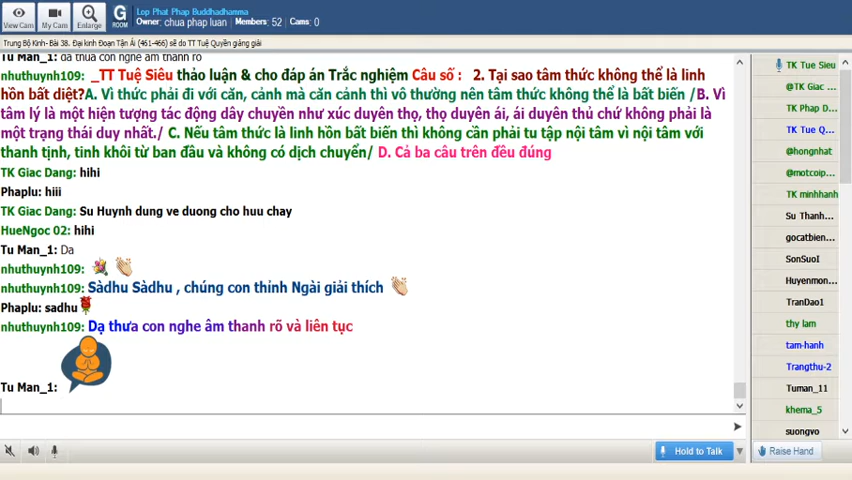 Lop Phat Phap Buddhadhamma
Owner: chua phap luan Members: 52 Cams: 0
View Cam
My Cam
Enlarge
G
ROOM
Trung Bộ Kinh- Bài 38. Đại kinh Đoạn Tận Ái (461-466) sẽ do TT Tuệ Quyền giảng giải
Tu Man_1: da thua con nghe am thanh ro
nhuthuynh109: _TT Tuệ Siêu thảo luận & cho đáp án Trắc nghiệm Câu số : 2. Tại sao tâm thức không thể là linh
hồn bất diệt?A. Vì thức phải đi với căn, cảnh mà căn cảnh thì vô thường nên tâm thức không thể là bất biến /B. Vì
tâm lý là một hiện tượng tác động dây chuyền như xúc duyên thọ, thọ duyên ái, ái duyên thủ chứ không phải là
một trạng thái duy nhất./ C. Nếu tâm thức là linh hồn bất biến thì không cần phải tu tập nội tâm vì nội tâm vớ
thanh tịnh, tinh khôi từ ban đâu và không có dịch chuyển/ D. Cả ba câu trên đều đúng
TK Giac Dang: hihi
Phaplu: hiii
TK Giac Dang: Su Huynh dung ve duong cho huu chay
HueNgoc 02: hihi
Tu Man_1: Da
nhuthuynh109:
nhuthuynh109: Sàdhu Sàdhu , chúng con thỉnh Ngài giải thích
Phaplu: sadhu
nhuthuynh109: Dạ thưa con nghe âm thanh rõ và liên tục
Tu Man_1:
TK Tue Sieu
@TK Giac ...
TK Phap D...
TK Tue Q...
@hongnhat
@motcoip...
TK minhhanh
Su Thanh...
gocatbien...
SonSuoI
Huyenmon...
TranDao1
thy lam
tam-hanh
Trangthu-2
Tuman_11
khema_5
suongvo
Hold to Talk
Raise Hand